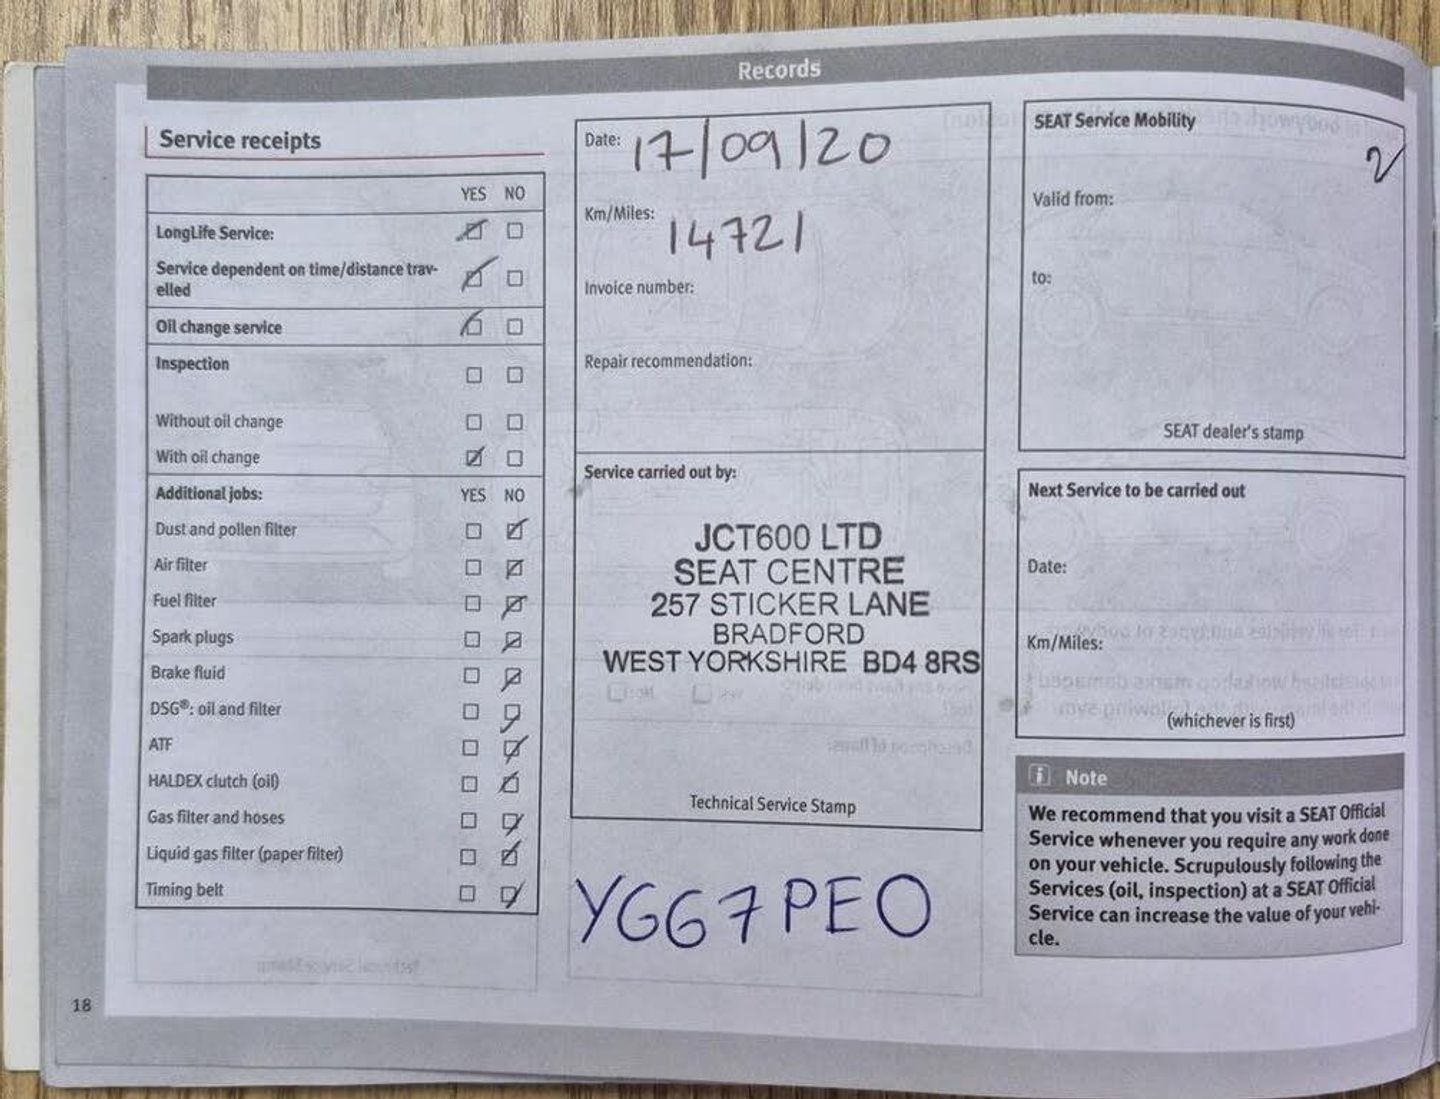 Records
Service receipts
YES NO
LongLife Service:
Service dependent on time/distance trav-
elled
Oil change service
Inspection
Without oil change
With oil change
Additional jobs: YES NO
Dust and pollen filter
Air filter
Fuel filter
Spark plugs
Brake fluid
DSG®: oil and filter
ATF
HALDEX clutch (oil)
Gas filter and hoses
Liquid gas filter (paper filter)
Timing belt
18
Date: 17/09/20
Km/Miles: 14721
Invoice number:
Repair recommendation:
Service carried out by:
JCT600 LTD
SEAT CENTRE
257 STICKER LANE
BRADFORD
WEST YORKSHIRE BD4 8RS
Technical Service Stamp
YG67PEO
SEAT Service Mobility
2
Valid from:
to:
SEAT dealer's stamp
Next Service to be carried out
Date:
Km/Miles:
(whichever is first)
i Note
We recommend that you visit a SEAT Official
Service whenever you require any work done
on your vehicle. Scrupulously following the
Services (oil, inspection) at a SEAT Official
Service can increase the value of your vehi-
cle.